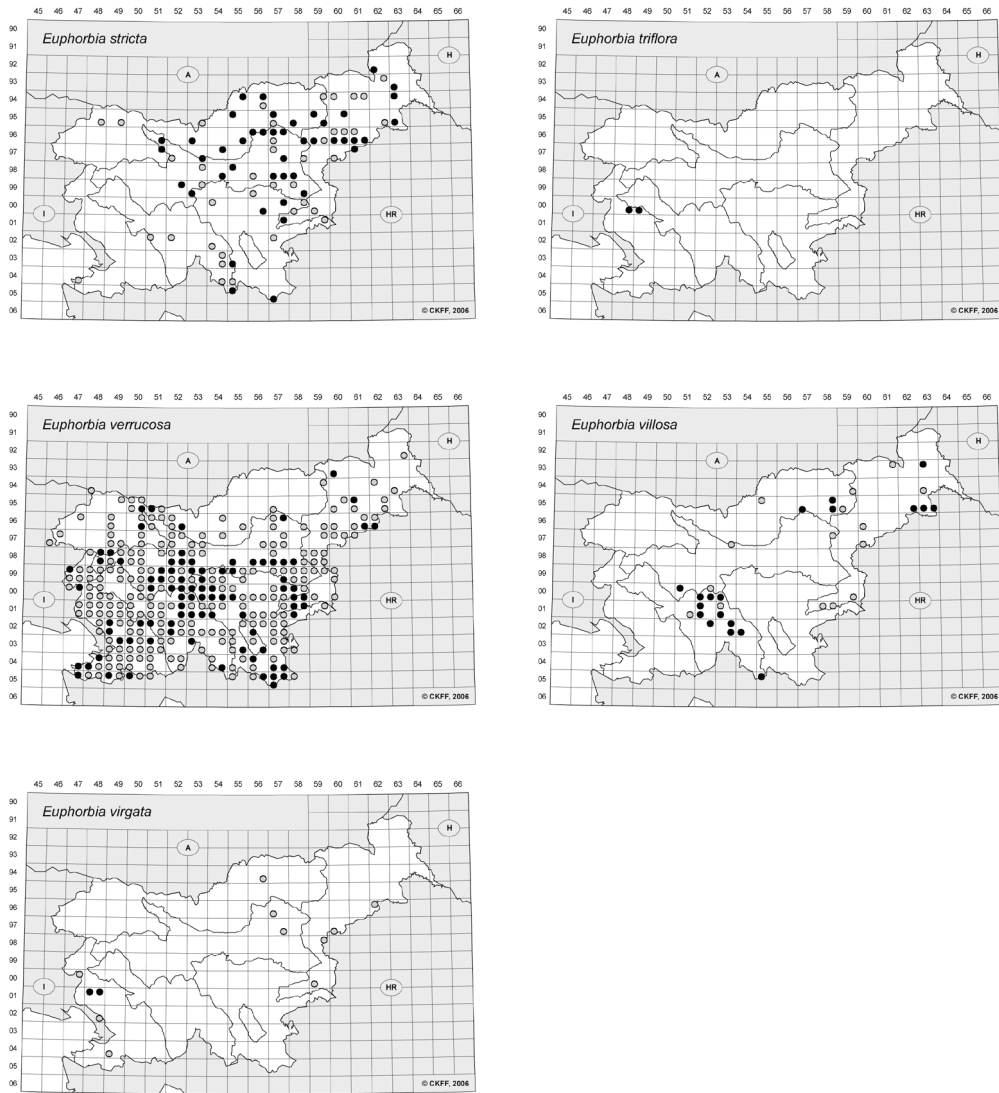 45 46 47 48 49 50 51 52 53 54 55 56 57 58 59 60 61 62 63 64 65 66
90
Euphorbia stricta
91
H
92
A
93
94
95
96
97
98
99
00
I
HR
01
02
03
04
05
06
© CKFF, 2006
45 46 47 48 49 50 51 52 53 54 55 56 57 58 59 60 61 62 63 64 65 66
90
Euphorbia triflora
91
H
92
A
93
94
95
96
97
98
99
00
I
HR
01
02
03
04
05
06
© CKFF, 2006
45 46 47 48 49 50 51 52 53 54 55 56 57 58 59 60 61 62 63 64 65 66
90
Euphorbia verrucosa
91
H
92
A
93
94
95
96
97
98
99
00
I
HR
01
02
03
04
05
06
© CKFF, 2006
45 46 47 48 49 50 51 52 53 54 55 56 57 58 59 60 61 62 63 64 65 66
90
Euphorbia villosa
91
H
92
A
93
94
95
96
97
98
99
00
I
HR
01
02
03
04
05
06
© CKFF, 2006
45 46 47 48 49 50 51 52 53 54 55 56 57 58 59 60 61 62 63 64 65 66
90
Euphorbia virgata
91
H
92
A
93
94
95
96
97
98
99
00
I
HR
01
02
03
04
05
06
© CKFF, 2006